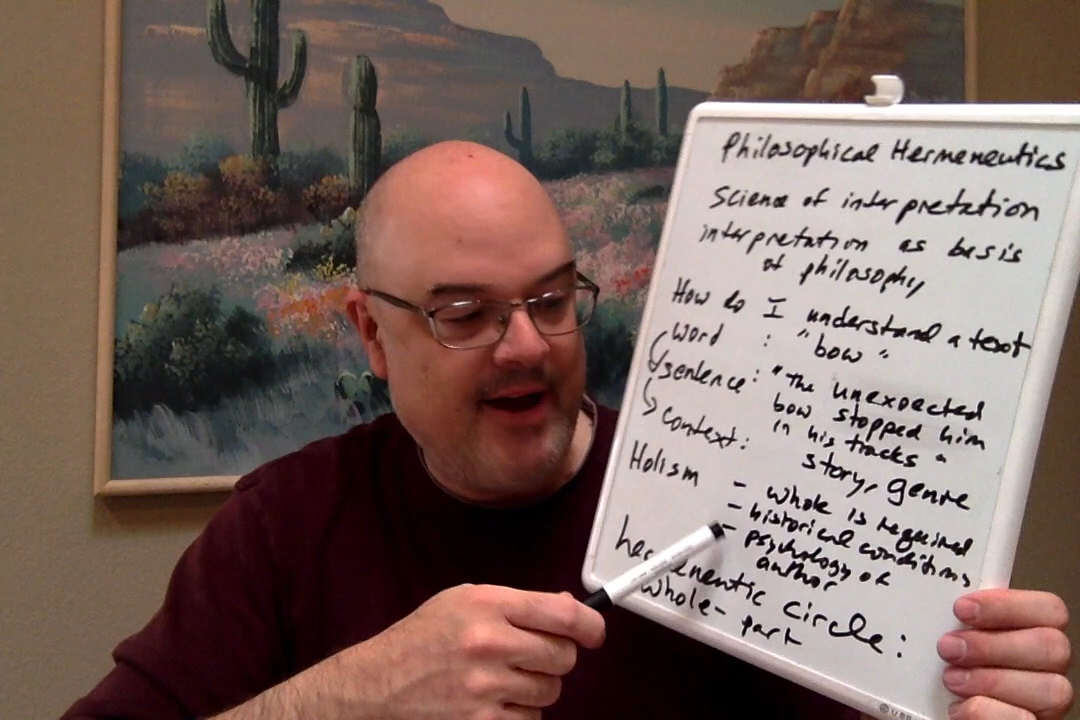 Philosophical Hermeneutics
Science of interpretation
interpretation as basis
of philosophy
How do I understand a text
word : "bow"
sentence: "the unexpected
bow stopped him
in his tracks"
context: story, genre
Holism - whole is required
- historical conditions
- psychology of
author
hermeneutic circle:
whole - part